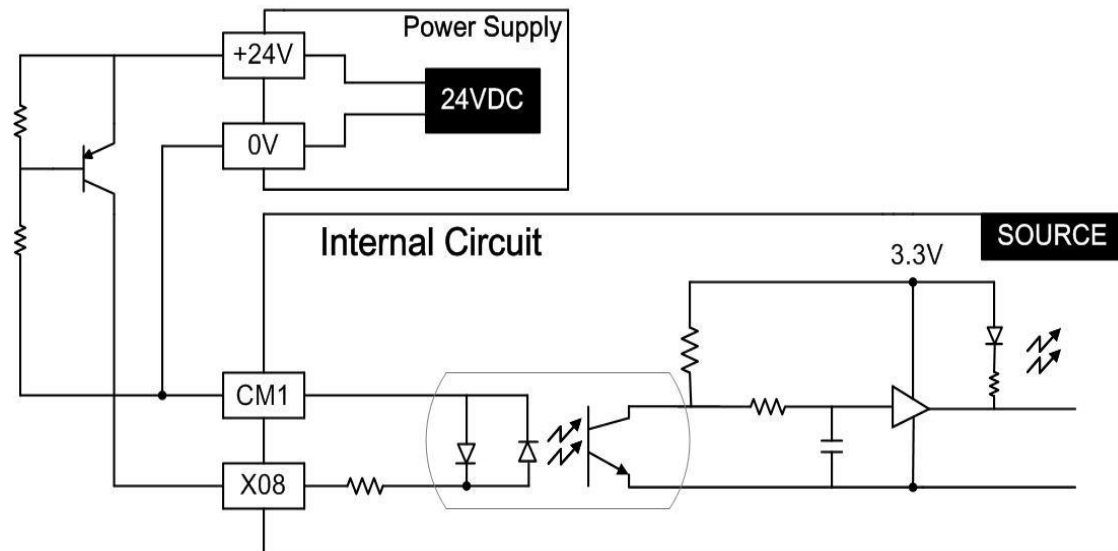 Power Supply
+24V
24VDC
0V
Internal Circuit
SOURCE
3.3V
CM1
X08